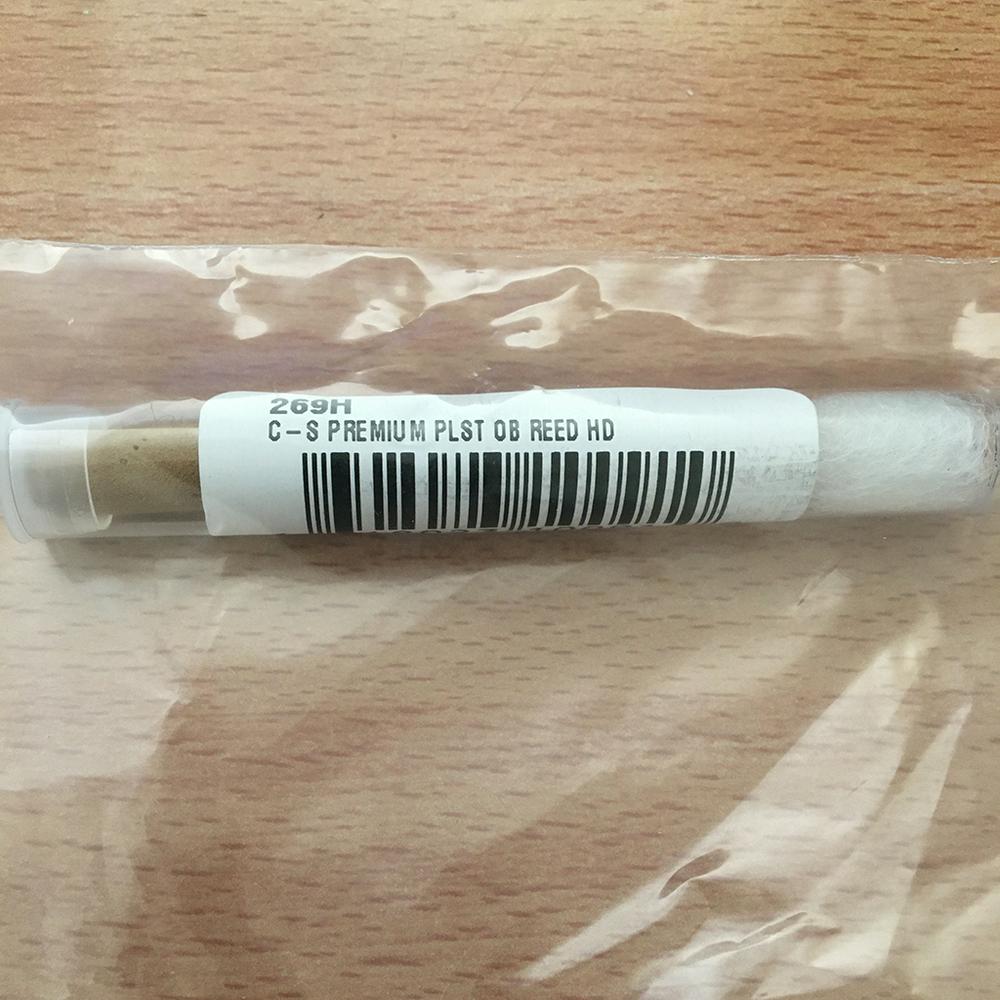 269H
C-S PREMIUM PLST OB REED HD